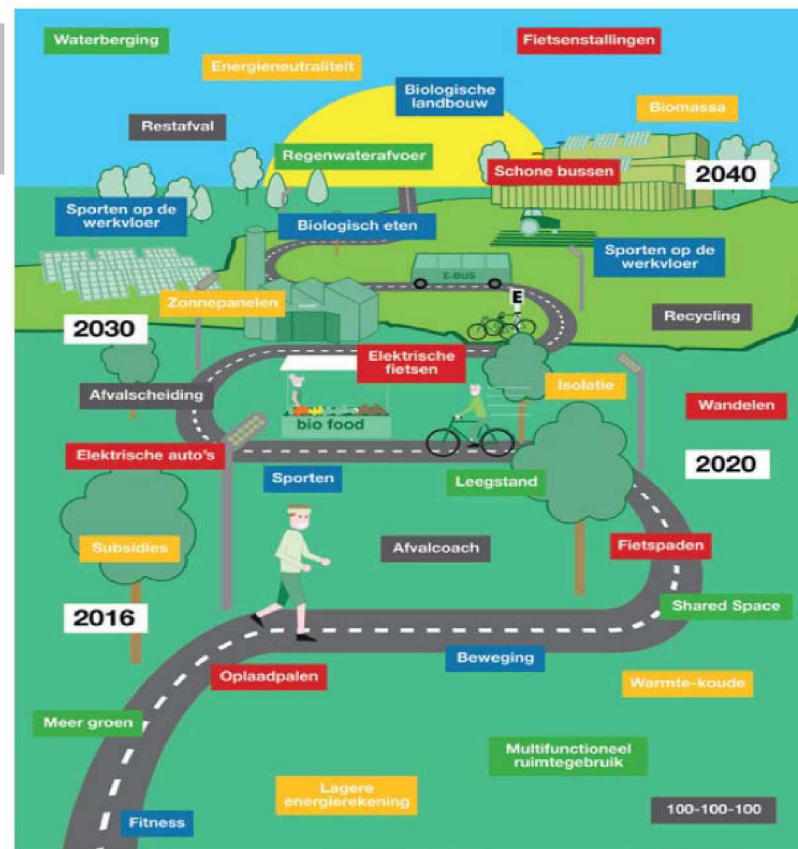 Waterberging
Fietsenstallingen
Energieneutraliteit
Biologische
landbouw
Biomassa
Restafval
Regenwaterafvoer
Schone bussen
2040
Sporten op de
werkvloer
Biologisch eten
Sporten op de
werkvloer
E-BUS
Zonnepanelen
E
Recycling
2030
Elektrische
fietsen
Afvalscheiding
Isolatie
bio food
Wandelen
Elektrische auto's
2020
Sporten
Leegstand
Subsidies
Afvalcoach
Fietspaden
2016
Shared Space
Beweging
Oplaadpalen
Warmte-koude
Meer groen
Multifunctioneel
ruimtegebruik
Lagere
energierekening
100-100-100
Fitness